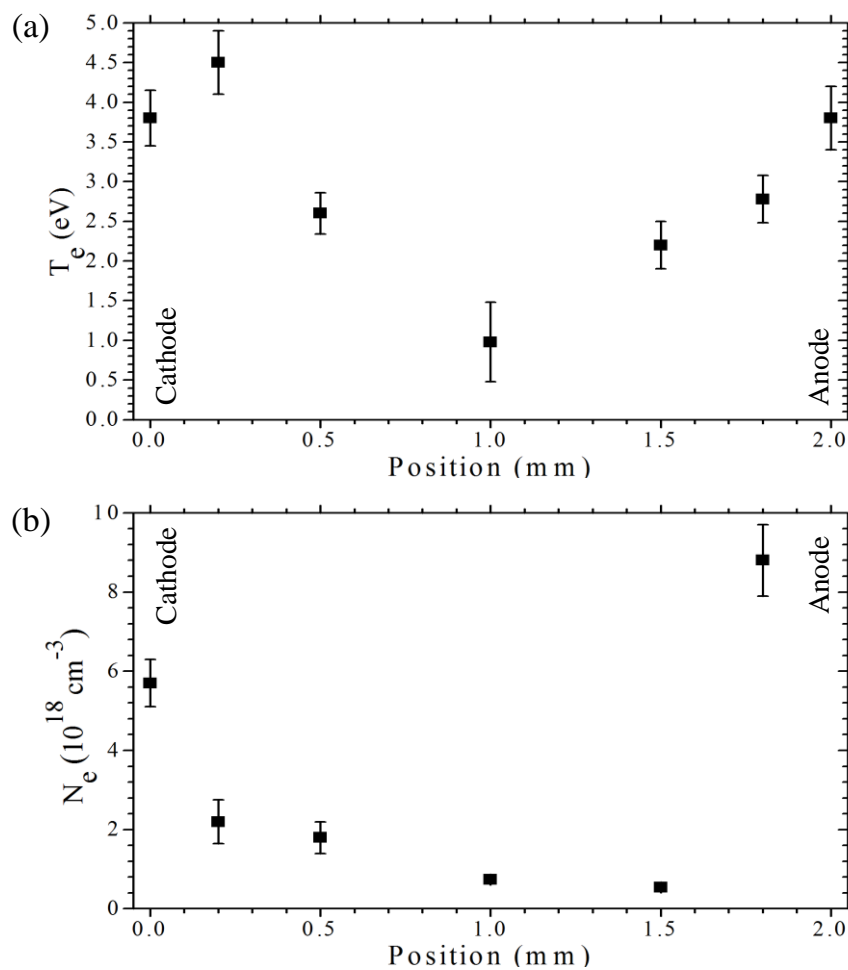 (a)
5.0
4.5
4.0
3.5
3.0
2.5
2.0
1.5
1.0
0.5
0.0
T_e (eV)
Cathode
Anode
0.0 0.5 1.0 1.5 2.0
Position (mm)
(b)
10
8
6
4
2
0
N_e (10^18 cm^-3)
Cathode
Anode
0.0 0.5 1.0 1.5 2.0
Position (mm)